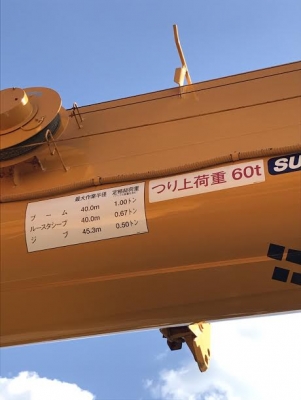 最大作業半径 定格総荷重
ブーム 40.0m 1.00トン
ルースタシーブ 40.0m 0.67トン
ジブ 45.3m 0.50トン
つり上荷重 60t
SU